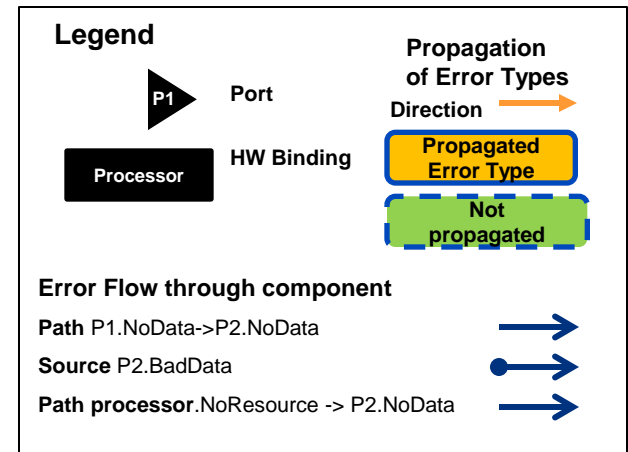 Legend
Propagation
of Error Types
P1
Port
Direction
HW Binding
Processor
Propagated
Error Type
Not
propagated
Error Flow through component
Path P1.NoData->P2.NoData
Source P2.BadData
Path processor.NoResource -> P2.NoData